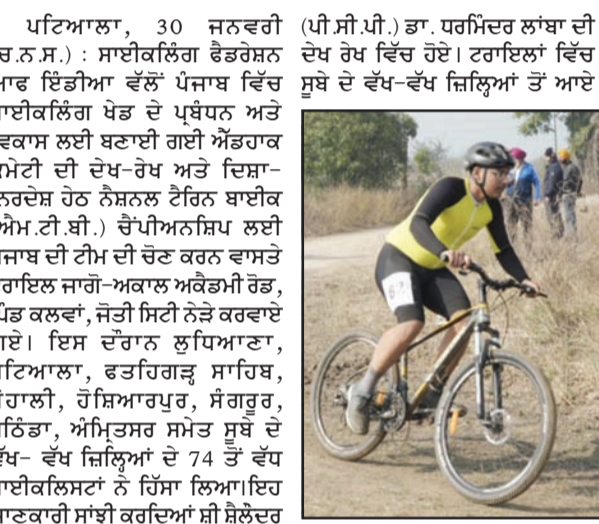 ਪਟਿਆਲਾ, 30 ਜਨਵਰੀ
ਚ.ਨ.ਸ.) : ਸਾਈਕਲਿੰਗ ਫੈਡਰੇਸ਼ਨ
ਆਫ ਇੰਡੀਆ ਵੱਲੋਂ ਪੰਜਾਬ ਵਿੱਚ
ਸਾਈਕਲਿੰਗ ਖੇਡ ਦੇ ਪ੍ਰਬੰਧਨ ਅਤੇ
ਵਿਕਾਸ ਲਈ ਬਣਾਈ ਗਈ ਐੱਡਹਾਕ
ਕਮੇਟੀ ਦੀ ਦੇਖ-ਰੇਖ ਅਤੇ ਦਿਸ਼ਾ-
ਨਿਰਦੇਸ਼ ਹੇਠ ਨੈਸ਼ਨਲ ਟੈਰਿਨ ਬਾਈਕ
(ਐਮ.ਟੀ.ਬੀ.) ਚੈਂਪੀਅਨਸ਼ਿਪ ਲਈ
ਪੰਜਾਬ ਦੀ ਟੀਮ ਦੀ ਚੋਣ ਕਰਨ ਵਾਸਤੇ
ਟਰਾਇਲ ਜਾਗੋ-ਅਕਾਲ ਅਕੈਡਮੀ ਰੋਡ,
ਪਿੰਡ ਕਲਵਾਂ, ਜੋਤੀ ਸਿਟੀ ਨੇੜੇ ਕਰਵਾਏ
ਗਏ। ਇਸ ਦੌਰਾਨ ਲੁਧਿਆਣਾ,
ਪਟਿਆਲਾ, ਫਤਹਿਗੜ੍ਹ ਸਾਹਿਬ,
ਮੋਹਾਲੀ, ਹੋਸ਼ਿਆਰਪੁਰ, ਸੰਗਰੂਰ,
ਬਠਿੰਡਾ, ਅੰਮ੍ਰਿਤਸਰ ਸਮੇਤ ਸੂਬੇ ਦੇ
ਵੱਖ- ਵੱਖ ਜ਼ਿਲ੍ਹਿਆਂ ਦੇ 74 ਤੋਂ ਵੱਧ
ਸਾਈਕਲਿਸਟਾਂ ਨੇ ਹਿੱਸਾ ਲਿਆ।ਇਹ
ਜਾਣਕਾਰੀ ਸਾਂਝੀ ਕਰਦਿਆਂ ਸ਼੍ਰੀ ਸ਼ੈਲੇਂਦਰ
(ਪੀ.ਸੀ.ਪੀ.) ਡਾ. ਧਰਮਿੰਦਰ ਲਾਂਬਾ ਦੀ
ਦੇਖ ਰੇਖ ਵਿੱਚ ਹੋਏ। ਟਰਾਇਲਾਂ ਵਿੱਚ
ਸੂਬੇ ਦੇ ਵੱਖ-ਵੱਖ ਜ਼ਿਲ੍ਹਿਆਂ ਤੋਂ ਆਏ